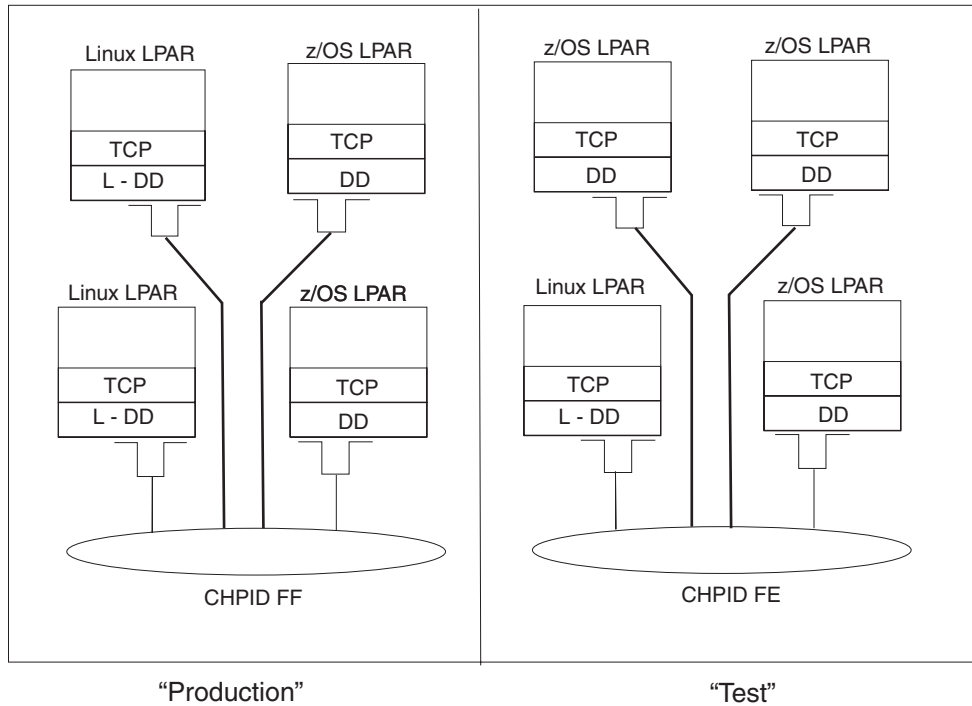 Linux LPAR
TCP
L - DD
z/OS LPAR
TCP
DD
Linux LPAR
TCP
L - DD
z/OS LPAR
TCP
DD
CHPID FF
“Production”
z/OS LPAR
TCP
DD
z/OS LPAR
TCP
DD
Linux LPAR
TCP
L - DD
z/OS LPAR
TCP
DD
CHPID FE
“Test”